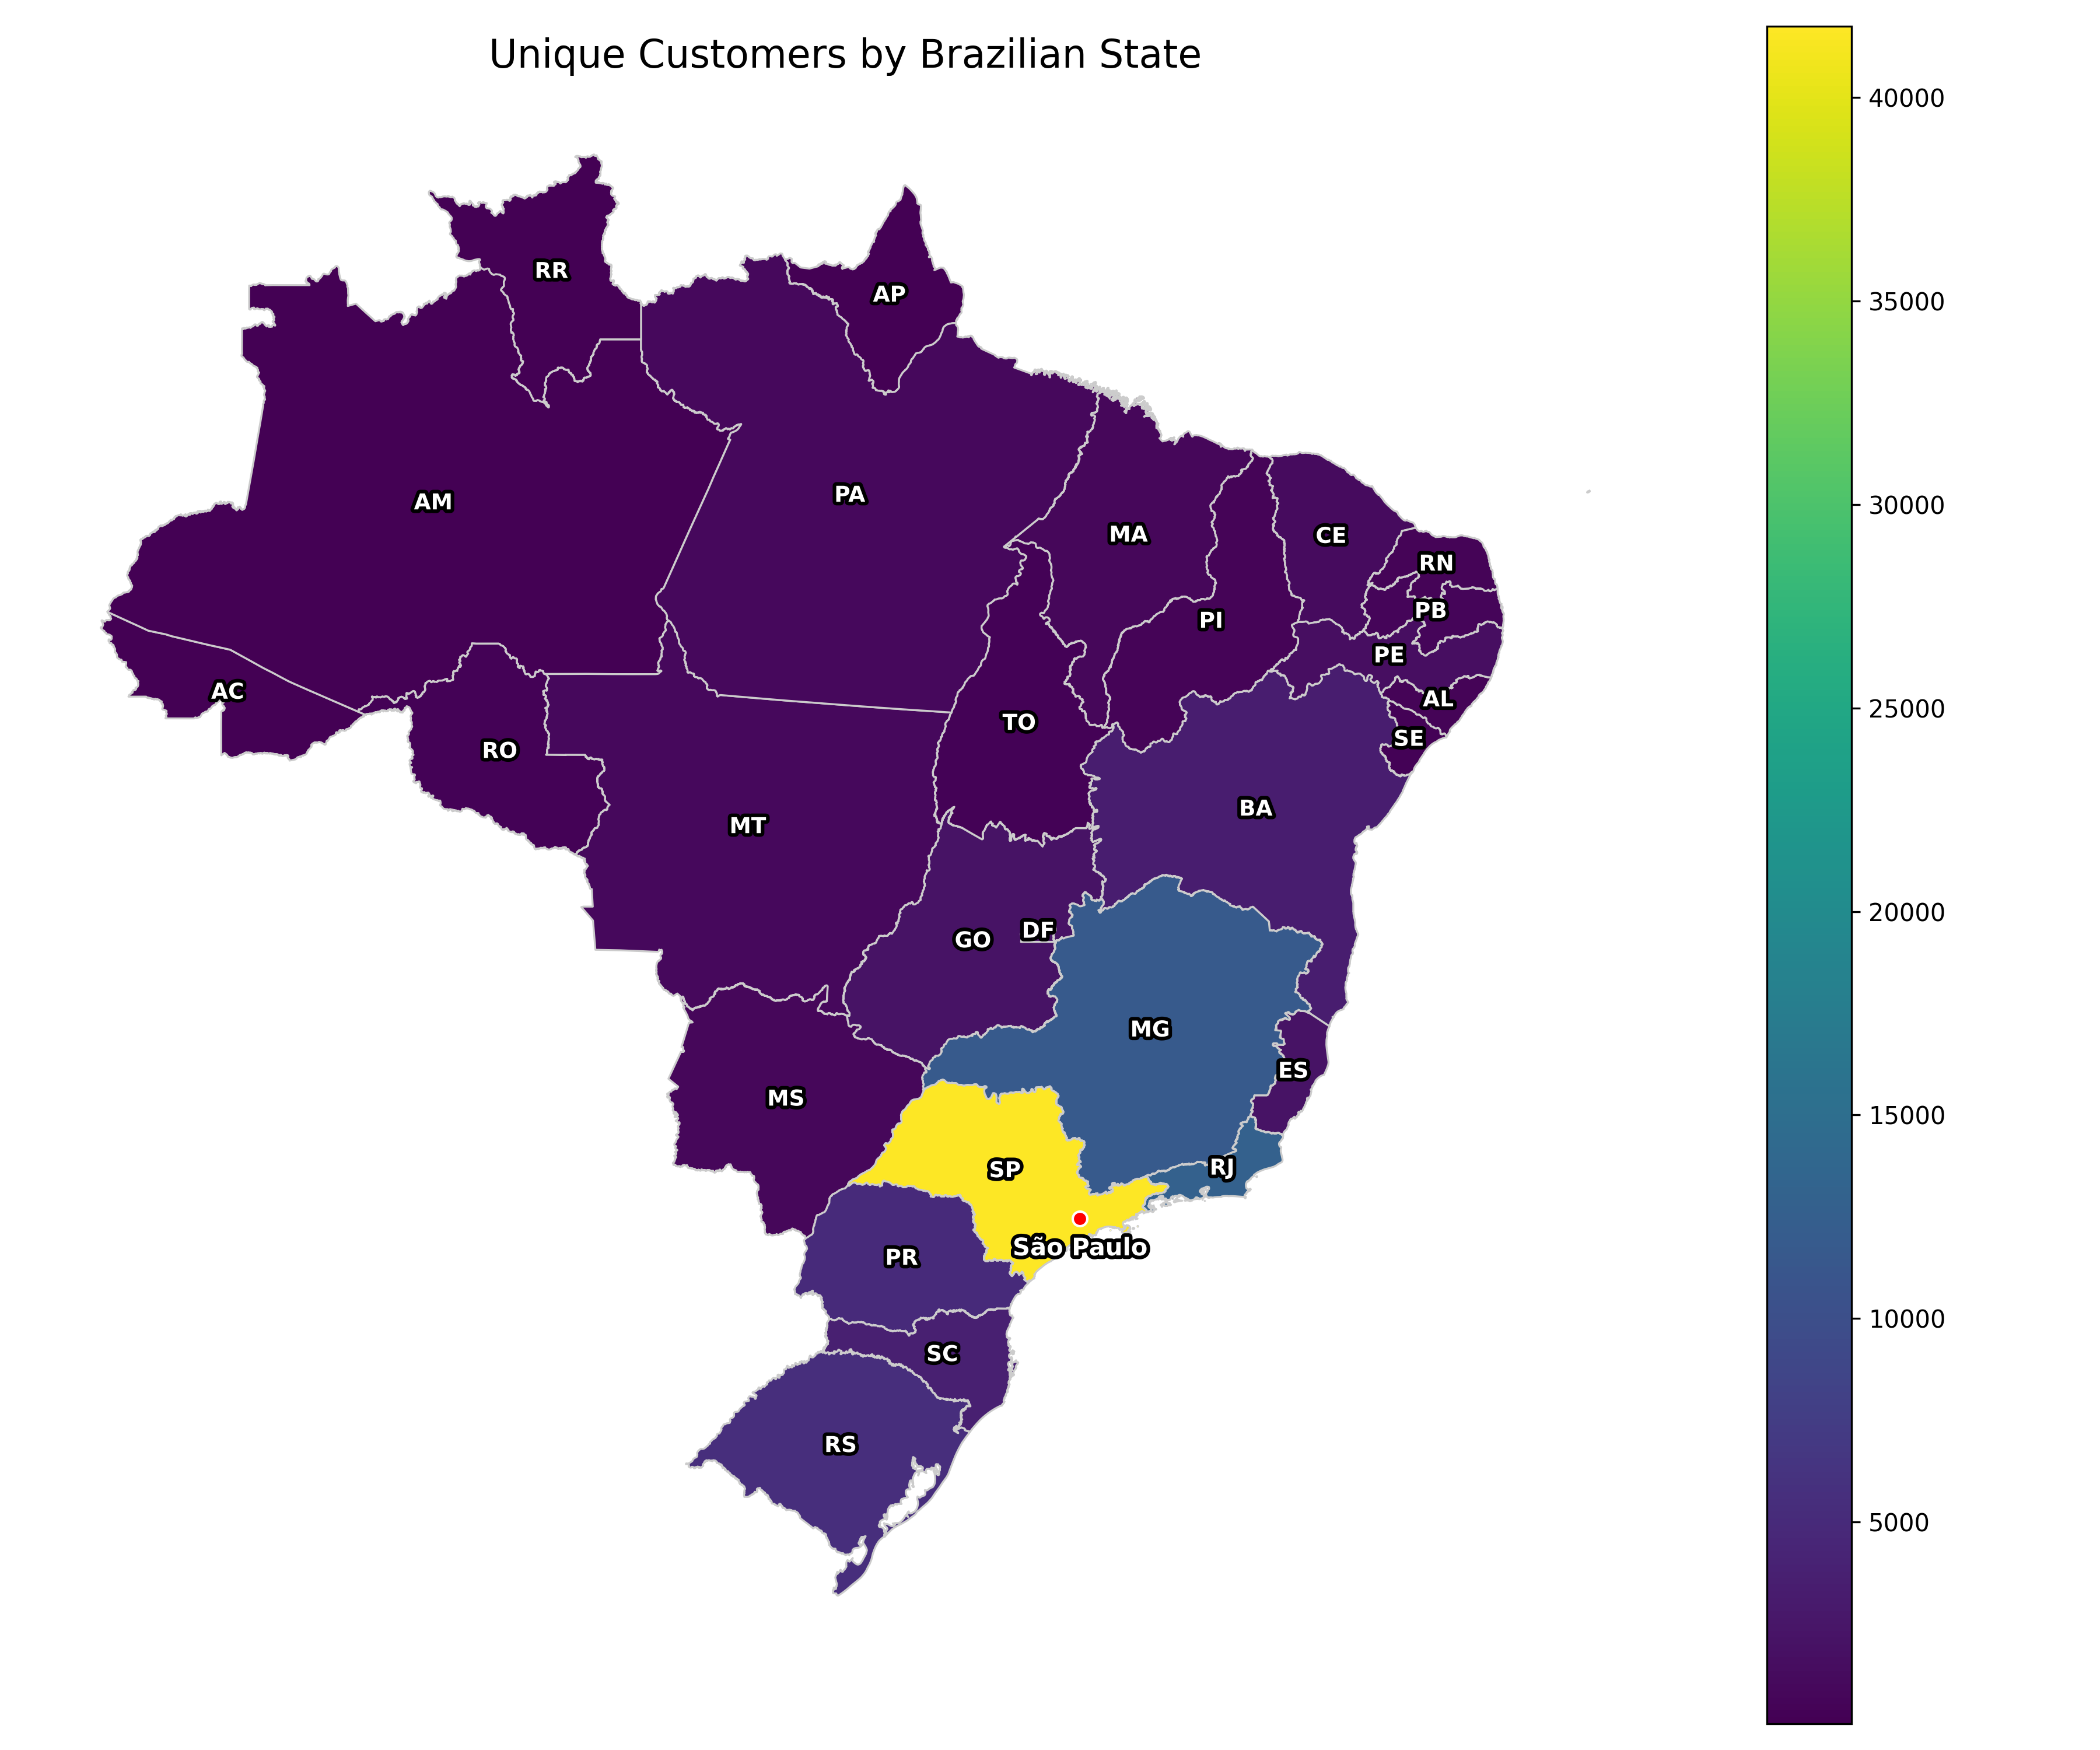 Unique Customers by Brazilian State
RR
AP
AM
PA
MA
CE
RN
PB
PI
PE
AL
SE
AC
TO
RO
BA
MT
DF
GO
MG
ES
MS
RJ
SP
São Paulo
PR
SC
RS
40000
35000
30000
25000
20000
15000
10000
5000